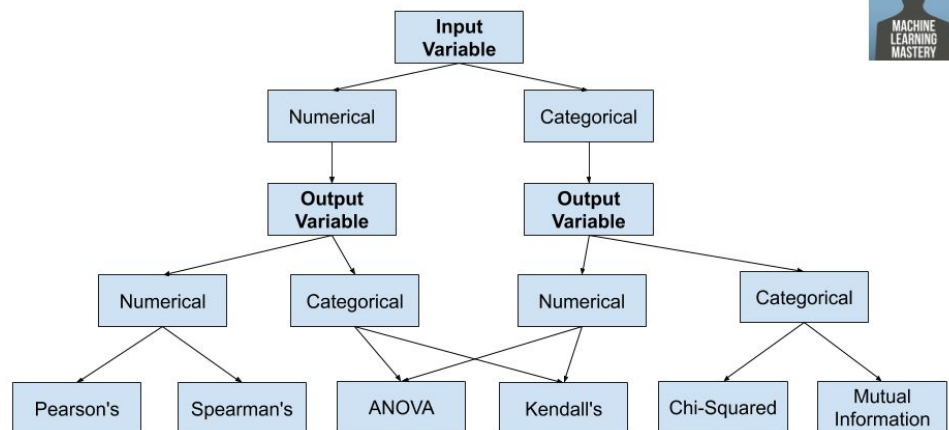 Input
Variable
MACHINE
LEARNING
MASTERY
Numerical
Categorical
Output
Variable
Output
Variable
Numerical
Categorical
Numerical
Categorical
Pearson's
Spearman's
ANOVA
Kendall's
Chi-Squared
Mutual
Information